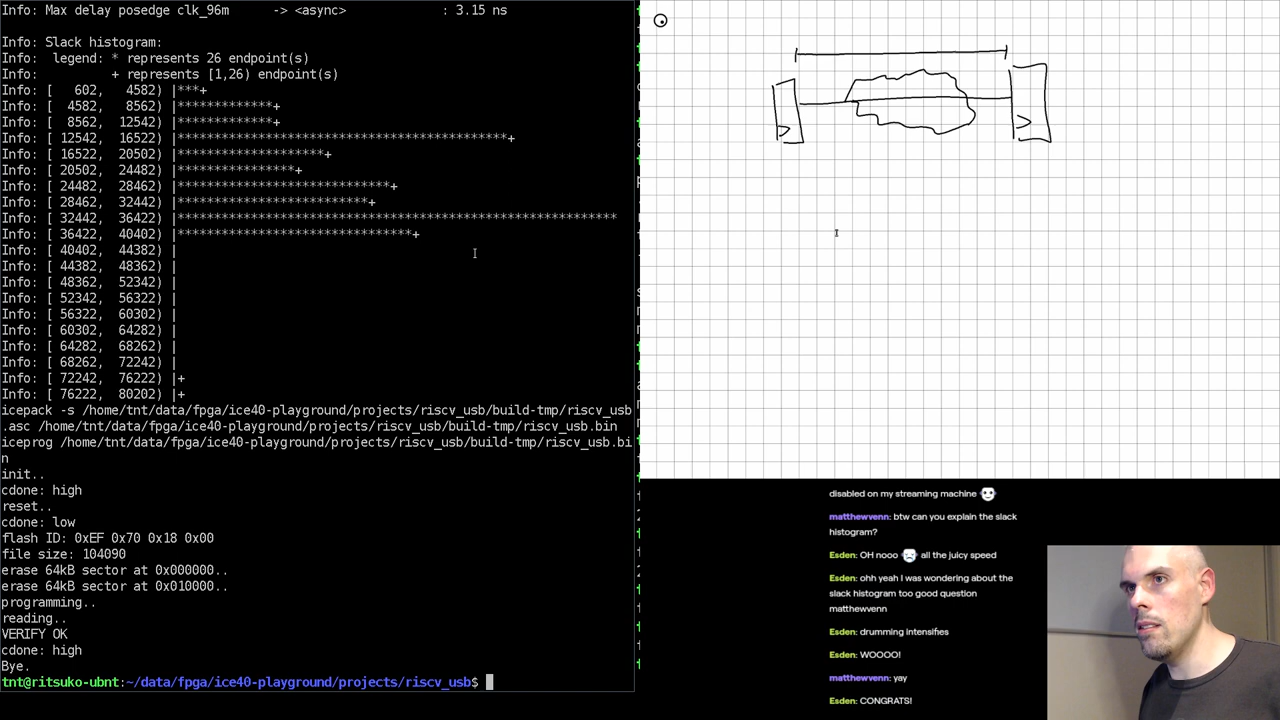 Info: Max delay posedge clk_96m      -> <async>                : 3.15 ns
Info: Slack histogram:
Info:  legend: * represents 26 endpoint(s)
Info:          + represents [1,26) endpoint(s)
Info: [   602,   4582) |***+
Info: [  4582,   8562) |*************+
Info: [  8562,  12542) |*************+
Info: [ 12542,  16522) |*********************************************+
Info: [ 16522,  20502) |********************+
Info: [ 20502,  24482) |****************+
Info: [ 24482,  28462) |*****************************+
Info: [ 28462,  32442) |**************************+
Info: [ 32442,  36422) |************************************************************
Info: [ 36422,  40402) |********************************+
Info: [ 40402,  44382) |
Info: [ 44382,  48362) |
Info: [ 48362,  52342) |
Info: [ 52342,  56322) |
Info: [ 56322,  60302) |
Info: [ 60302,  64282) |
Info: [ 64282,  68262) |
Info: [ 68262,  72242) |
Info: [ 72242,  76222) |+
Info: [ 76222,  80202) |+
icepack -s /home/tnt/data/fpga/ice40-playground/projects/riscv_usb/build-tmp/riscv_usb
.asc /home/tnt/data/fpga/ice40-playground/projects/riscv_usb/build-tmp/riscv_usb.bin
iceprog /home/tnt/data/fpga/ice40-playground/projects/riscv_usb/build-tmp/riscv_usb.bi
n
init..
cdone: high
reset..
cdone: low
flash ID: 0xEF 0x70 0x18 0x00
file size: 104090
erase 64kB sector at 0x000000..
erase 64kB sector at 0x010000..
programming..
reading..
VERIFY OK
cdone: high
Bye.
tnt@ritsuko-ubnt:~/data/fpga/ice40-playground/projects/riscv_usb$
disabled on my streaming machine
matthewvenn: btw can you explain the slack
histogram?
Esden: OH nooo all the juicy speed
Esden: ohh yeah I was wondering about the
slack histogram too good question
matthewvenn
Esden: drumming intensifies
Esden: WOOOO!
matthewvenn: yay
Esden: CONGRATS!